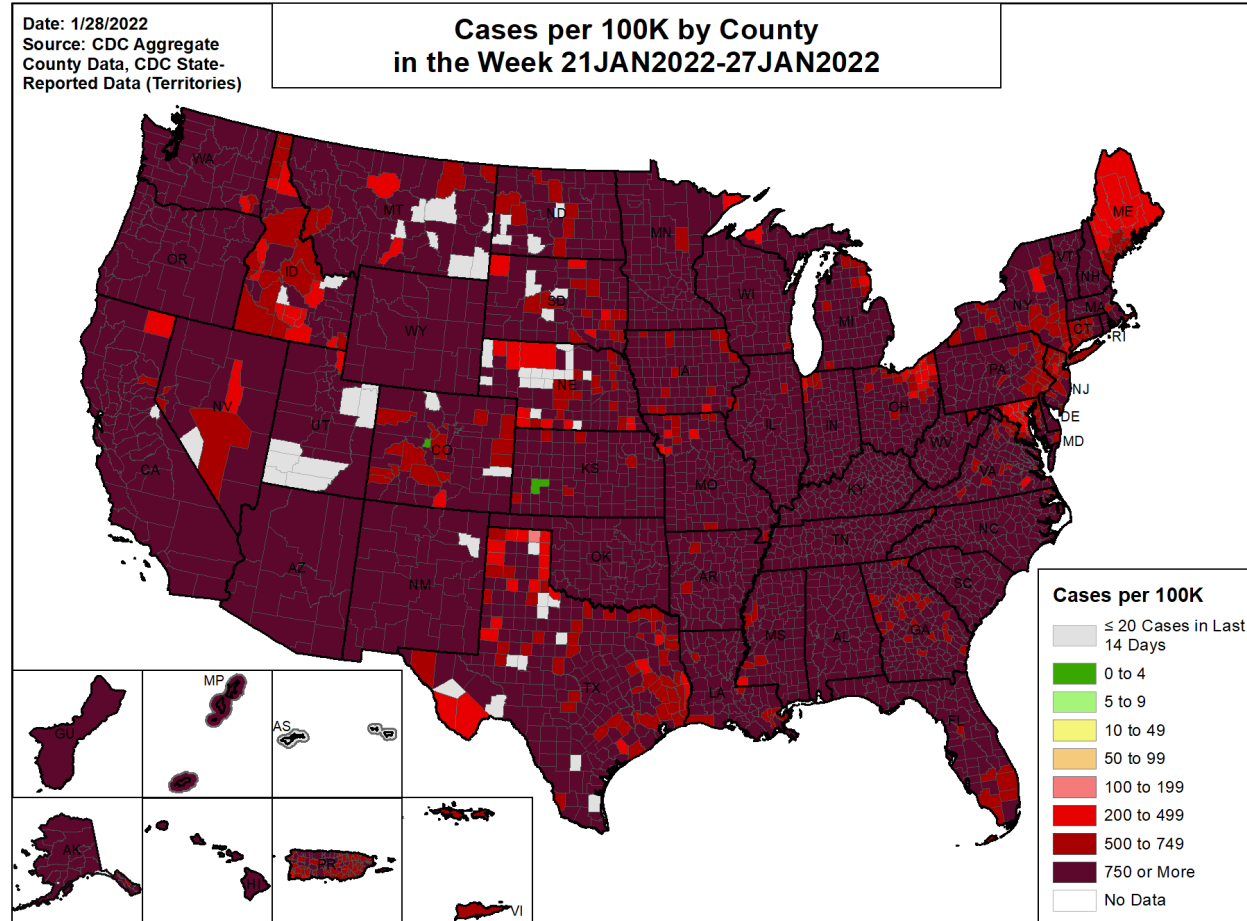 Date: 1/28/2022
Source: CDC Aggregate
County Data, CDC State-
Reported Data (Territories)
Cases per 100K by County
in the Week 21JAN2022-27JAN2022
WA
OR
CA
ID
NV
MT
WY
UT
AZ
CO
NM
ND
SD
NE
KS
OK
TX
MN
IA
MO
AR
LA
WI
IL
MS
MI
IN
KY
TN
AL
OH
WV
VA
NC
SC
GA
FL
PA
NY
VT
NH
ME
MA
CT
RI
NJ
DE
MD
GU
MP
AS
AK
HI
PR
VI
Cases per 100K
≤ 20 Cases in Last
14 Days
0 to 4
5 to 9
10 to 49
50 to 99
100 to 199
200 to 499
500 to 749
750 or More
No Data